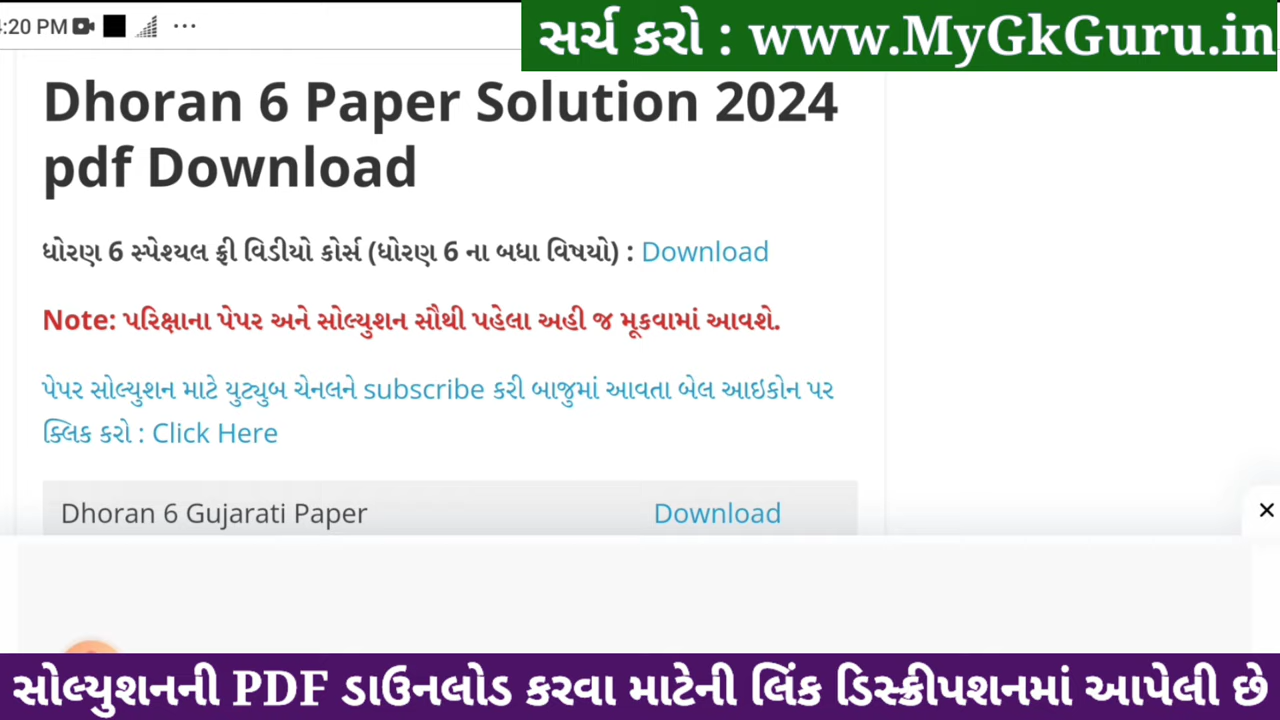 :20 PM
સર્ચ કરો : www.MyGkGuru.in
Dhoran 6 Paper Solution 2024
pdf Download
ધોરણ 6 સ્પેશ્યલ ફ્રી વિડીયો કોર્સ (ધોરણ 6 ના બધા વિષયો) : Download
Note: પરિક્ષાના પેપર અને સોલ્યુશન સૌથી પહેલા અહી જ મૂકવામાં આવશે.
પેપર સોલ્યુશન માટે યુટ્યુબ ચેનલને subscribe કરી બાજુમાં આવતા બેલ આઇકોન પર
ક્લિક કરો : Click Here
Dhoran 6 Gujarati Paper Download
સોલ્યુશનની PDF ડાઉનલોડ કરવા માટેની લિંક ડિસ્ક્રીપશનમાં આપેલી છે